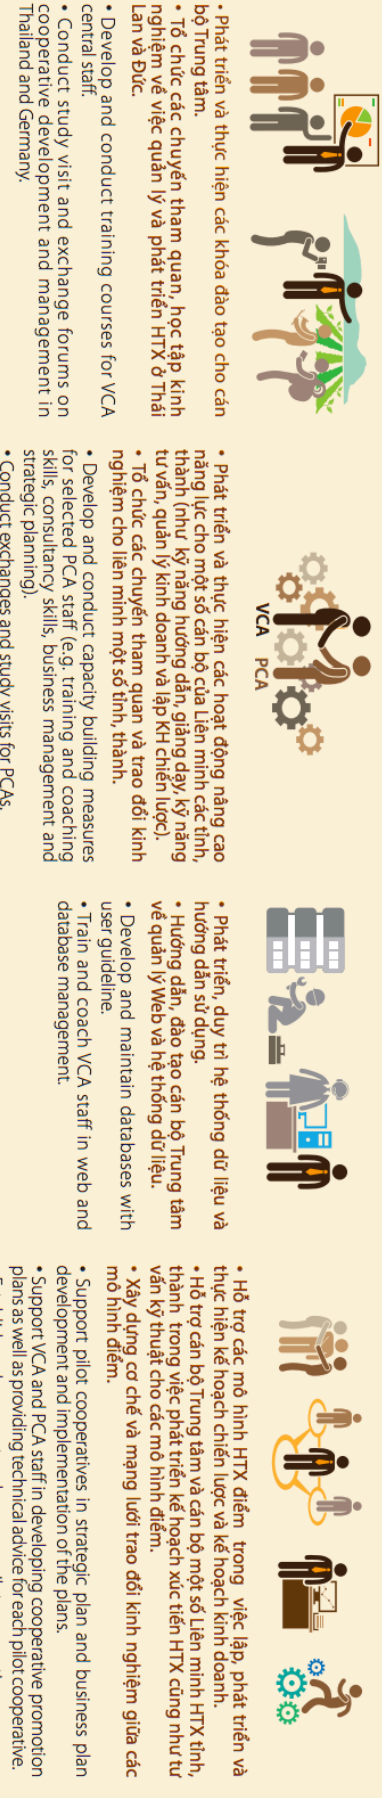 • Phát triển và thực hiện các khóa đào tạo cho cán
bộ Trung tâm.
• Tổ chức các chuyến tham quan, học tập kinh
nghiệm về việc quản lý và phát triển HTX ở Thái
Lan và Đức.
• Develop and conduct training courses for VCA
central staff.
• Conduct study visit and exchange forums on
cooperative development and management in
Thailand and Germany.
VCA PCA
• Phát triển và thực hiện các hoạt động nâng cao
năng lực cho một số cán bộ của Liên minh các tỉnh,
thành (như kỹ năng hướng dẫn, giảng dạy, kỹ năng
tư vấn, quản lý kinh doanh và lập KH chiến lược).
• Tổ chức các chuyến tham quan và trao đổi kinh
nghiệm cho liên minh một số tỉnh, thành.
• Develop and conduct capacity building measures
for selected PCA staff (e.g. training and coaching
skills, consultancy skills, business management and
strategic planning).
• Conduct exchanges and study visits for PCAs.
• Phát triển, duy trì hệ thống dữ liệu và
hướng dẫn sử dụng.
• Hướng dẫn, đào tạo cán bộ Trung tâm
về quản lý Web và hệ thống dữ liệu.
• Develop and maintain databases with
user guideline.
• Train and coach VCA staff in web and
database management.
• Hỗ trợ các mô hình HTX điểm trong việc lập, phát triển và
thực hiện kế hoạch chiến lược và kế hoạch kinh doanh.
• Hỗ trợ cán bộ Trung tâm và cán bộ một số Liên minh HTX tỉnh,
thành trong việc phát triển kế hoạch xúc tiến HTX cũng như tư
vấn kỹ thuật cho các mô hình điểm.
• Xây dựng cơ chế và mạng lưới trao đổi kinh nghiệm giữa các
mô hình điểm.
• Support pilot cooperatives in strategic plan and business plan
development and implementation of the plans.
• Support VCA and PCA staff in developing cooperative promotion
plans as well as providing technical advice for each pilot cooperative.